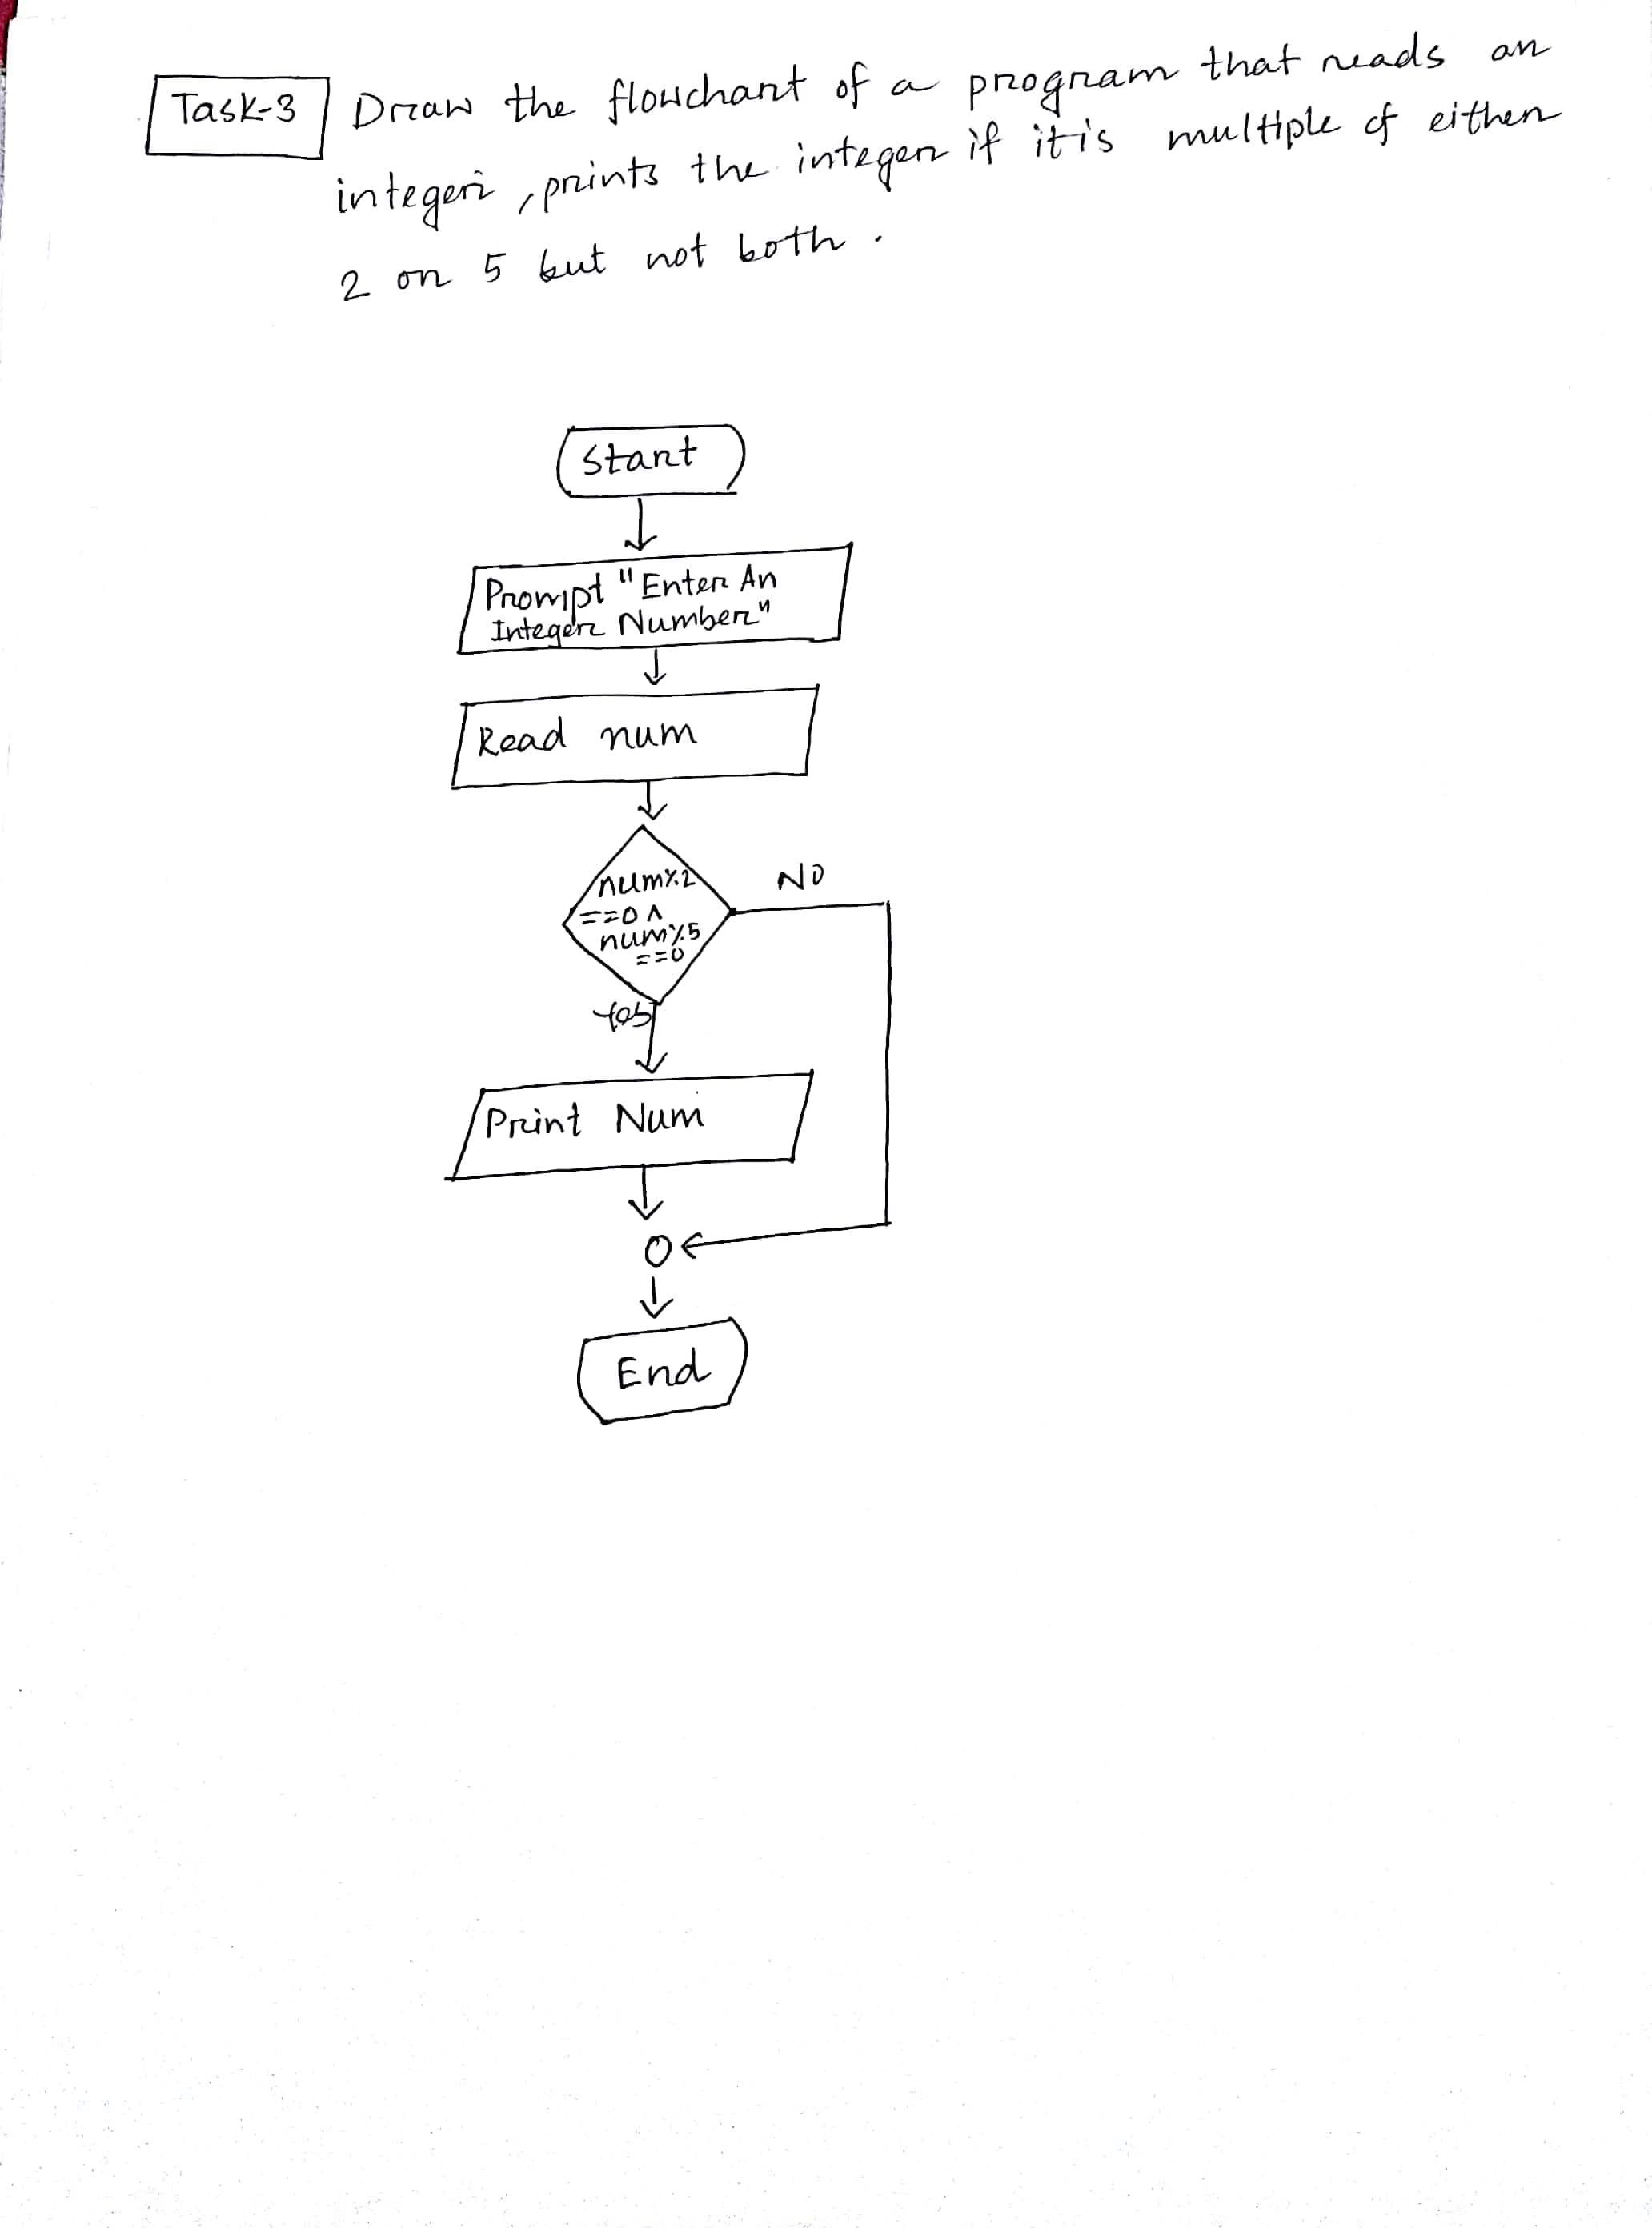 Task-3 Draw the flowchart of a program that reads an
integer, prints the integer if it is multiple of either
2 or 5 but not both.
Start
Prompt "Enter An
Integer Number"
Read num
num%2
==0 ^
num%5
==0
NO
Yes
Print Num
End